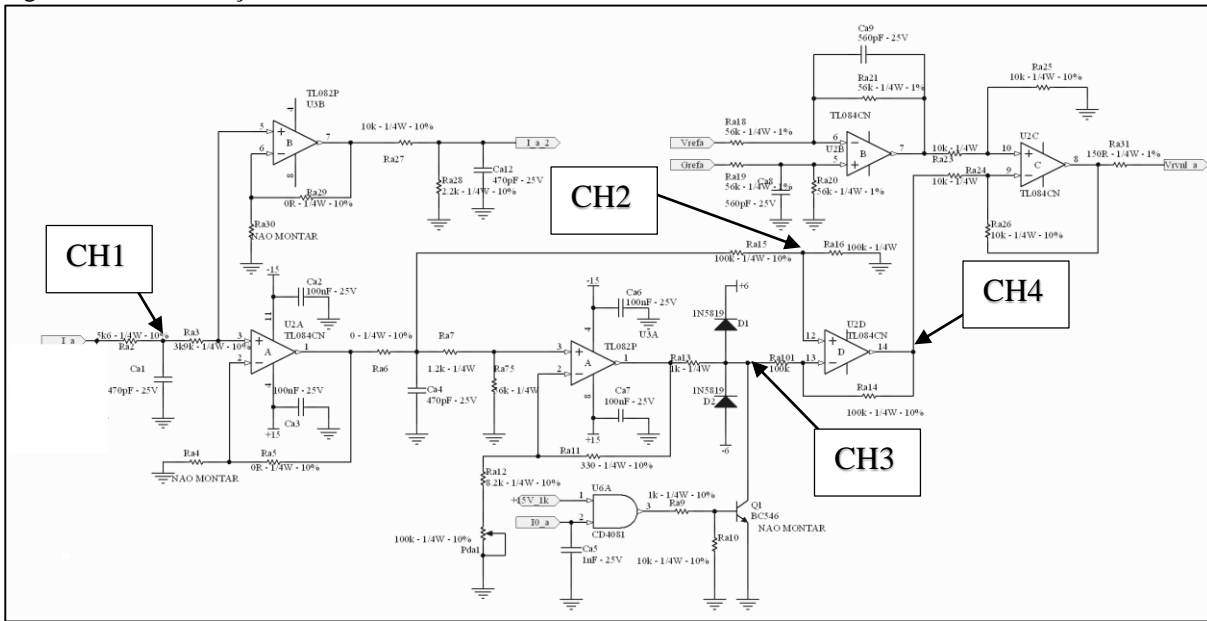 Ca9
560pF - 25V
Ra21
56k - 1/4W - 1%
Ra25
10k - 1/4W - 10%
TL082P
U3B
4
5
6
7
8
+
B
-
10k - 1/4W - 10%
Ra27
I_a_2
Ra28
2.2k - 1/4W - 10%
Ca12
470pF - 25V
Ra29
0R - 1/4W - 10%
Ra30
NAO MONTAR
TL084CN
Ra18
56k - 1/4W - 1%
Vrefa
Grefa
Ra19
56k - 1/4W - 1%
Ca8
560pF - 25V
Ra20
56k - 1/4W - 1%
6
5
U2B
B
7
10k - 1/4W
Ra23
Ra24
10k - 1/4W
10
9
U2C
C
8
TL084CN
Ra31
150R - 1/4W - 1%
Vrvnl_a
Ra26
10k - 1/4W - 10%
CH1
CH2
CH3
CH4
Ra15
100k - 1/4W - 10%
Ra16
100k - 1/4W
I_a
5k6 - 1/4W - 10%
Ra2
Ra3
3k9k - 1/4W - 10%
Ca1
470pF - 25V
-15
Ca2
100nF - 25V
11
U2A
TL084CN
3
2
A
1
4
100nF - 25V
Ca3
+15
Ra4
NAO MONTAR
Ra5
0R - 1/4W - 10%
0 - 1/4W - 10%
Ra6
Ra7
1.2k - 1/4W
Ca4
470pF - 25V
Ra75
56k - 1/4W
-15
Ca6
100nF - 25V
4
U3A
TL082P
3
2
A
1
8
Ca7
100nF - 25V
+15
Ra13
1k - 1/4W
Ra11
330 - 1/4W - 10%
Ra12
8.2k - 1/4W - 10%
100k - 1/4W - 10%
Pda1
+6
1N5819
D1
1N5819
D2
-6
Ra101
100k
12
13
U2D
TL084CN
D
14
Ra14
100k - 1/4W - 10%
+15V_1k
I0_a
U6A
1
2
3
CD4081
Ca5
1nF - 25V
1k - 1/4W - 10%
Ra9
Ra10
10k - 1/4W - 10%
Q1
BC546
NAO MONTAR